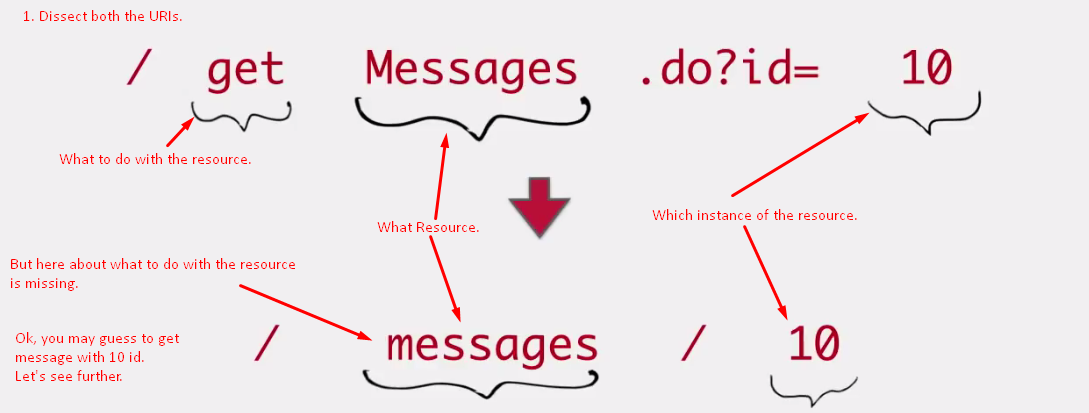 1. Dissect both the URIs.
/ get Messages .do?id= 10
What to do with the resource.
What Resource.
Which instance of the resource.
But here about what to do with the resource
is missing.
Ok, you may guess to get
message with 10 id.
Let's see further.
/ messages / 10